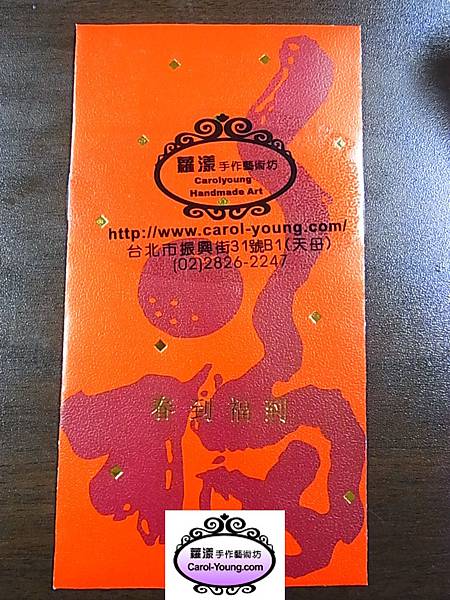 蘿漾手作藝術坊
Carolyoung
Handmade Art
http://www.carol-young.com/
台北市振興街31號B1(天母)
(02)2826-2247
春到福到
蘿漾手作藝術坊
Carol-Young.com